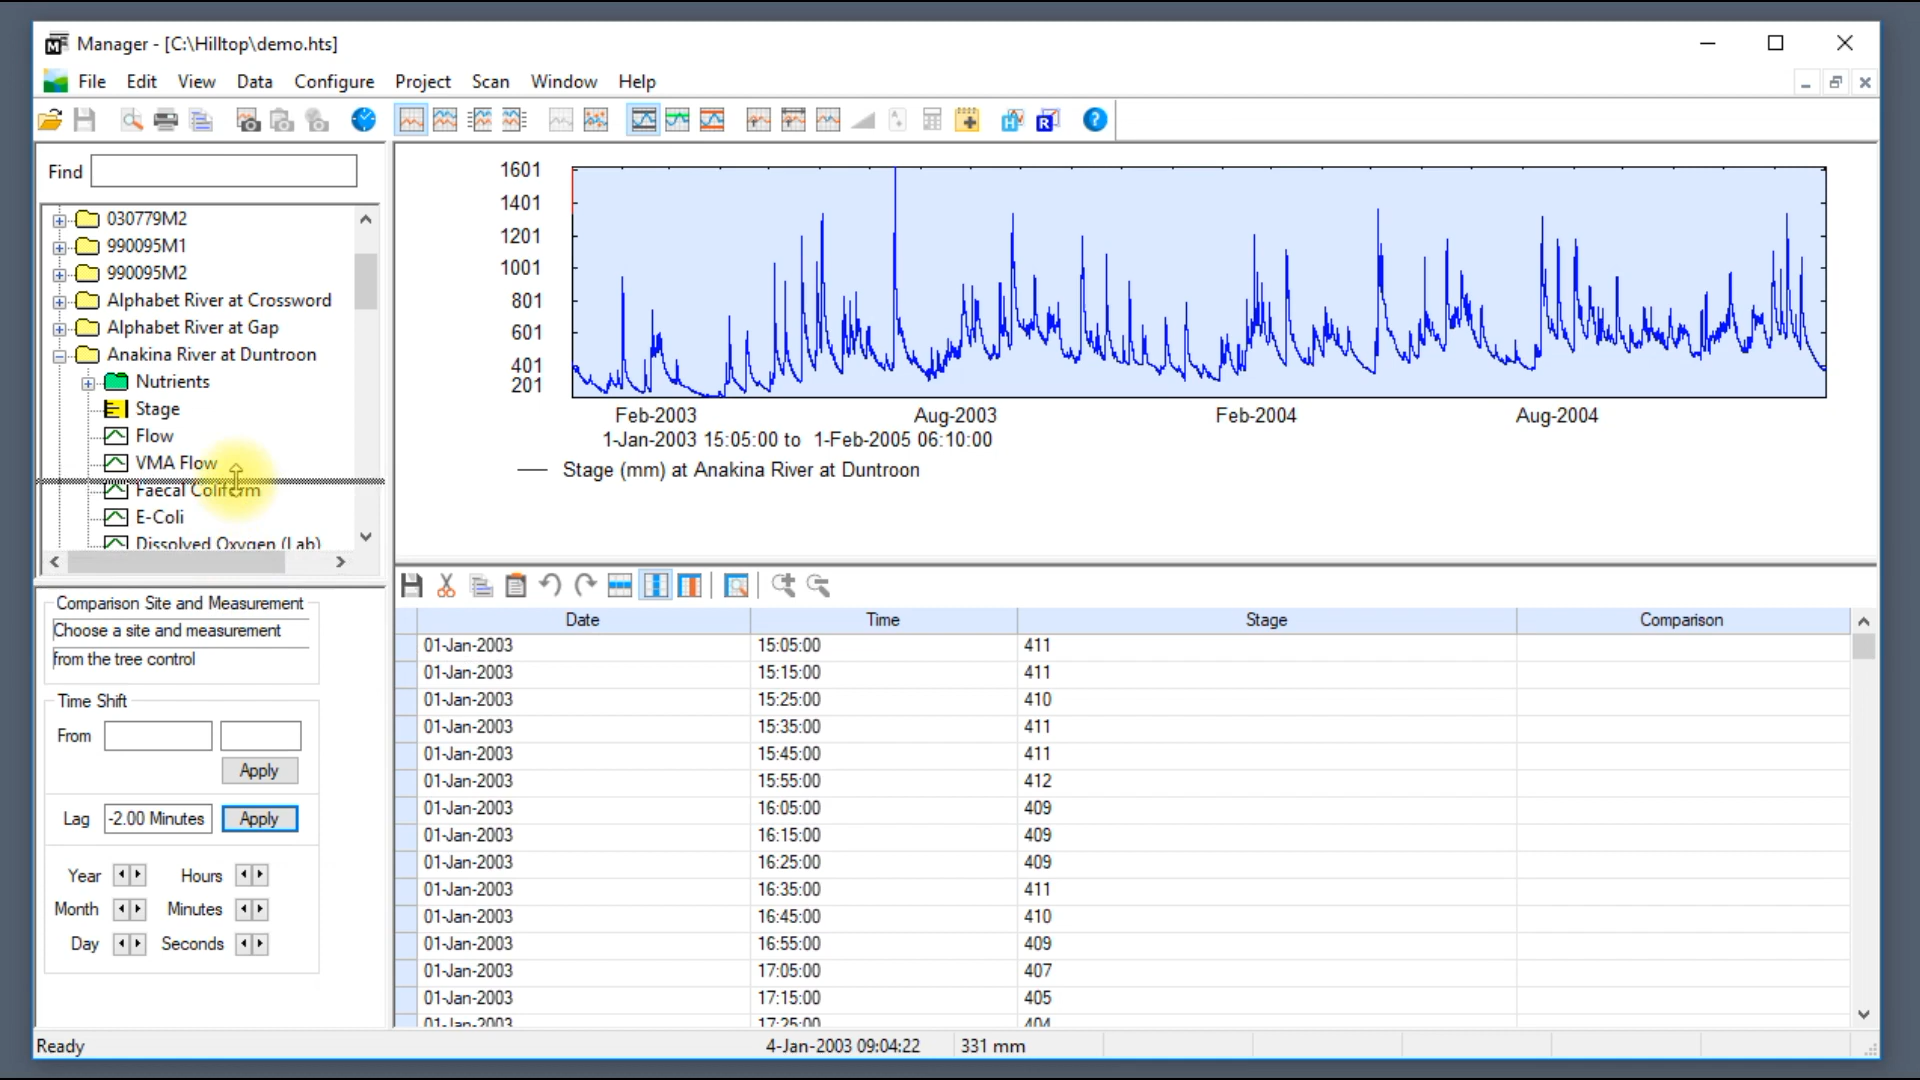 Manager - [C:\Hilltop\demo.hts]
File Edit View Data Configure Project Scan Window Help
Find
030779M2
990095M1
990095M2
Alphabet River at Crossword
Alphabet River at Gap
Anakina River at Duntroon
Nutrients
Stage
Flow
VMA Flow
Faecal Coliform
E-Coli
Dissolved Oxygen (Lab)
1601
1401
1201
1001
801
601
401
201
Feb-2003 Aug-2003 Feb-2004 Aug-2004
1-Jan-2003 15:05:00 to 1-Feb-2005 06:10:00
Stage (mm) at Anakina River at Duntroon
Comparison Site and Measurement
Choose a site and measurement
from the tree control
Time Shift
From
Apply
Lag -2.00 Minutes Apply
Year Hours
Month Minutes
Day Seconds
Date Time Stage Comparison
01-Jan-2003 15:05:00 411
01-Jan-2003 15:15:00 411
01-Jan-2003 15:25:00 410
01-Jan-2003 15:35:00 411
01-Jan-2003 15:45:00 411
01-Jan-2003 15:55:00 412
01-Jan-2003 16:05:00 409
01-Jan-2003 16:15:00 409
01-Jan-2003 16:25:00 409
01-Jan-2003 16:35:00 411
01-Jan-2003 16:45:00 410
01-Jan-2003 16:55:00 409
01-Jan-2003 17:05:00 407
01-Jan-2003 17:15:00 405
01-Jan-2003 17:25:00 404
Ready 4-Jan-2003 09:04:22 331 mm